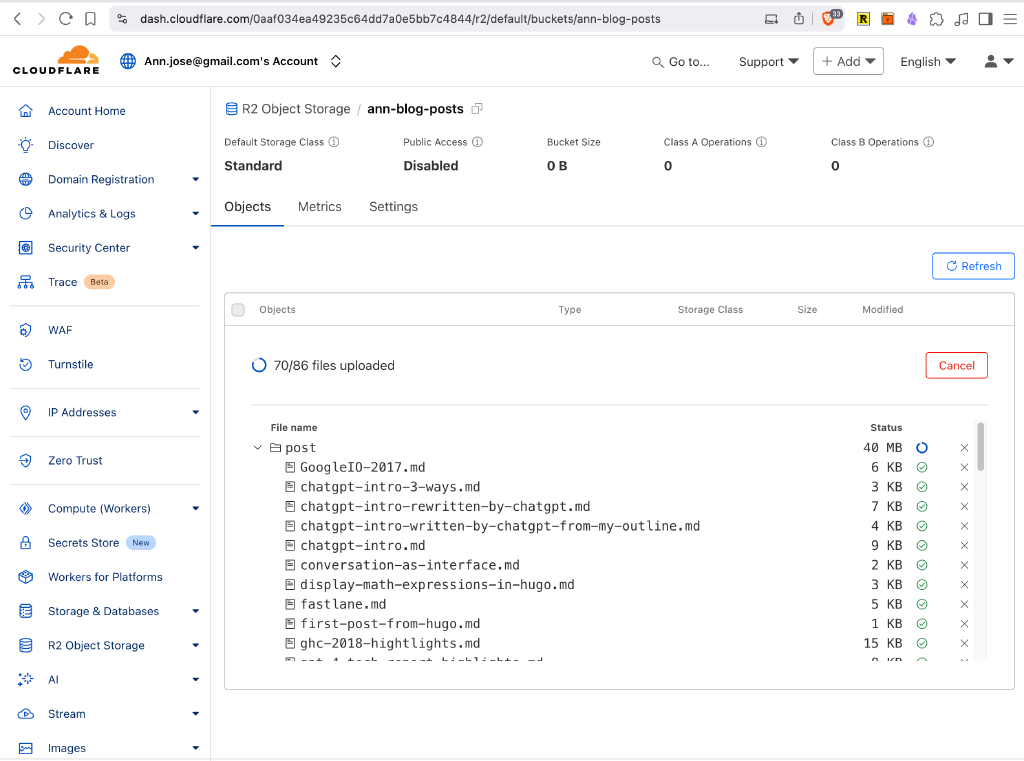 dash.cloudflare.com/0aaf034ea49235c64dd7a0e5bb7c4844/r2/default/buckets/ann-blog-posts
33
R
CLOUDFLARE
Ann.jose@gmail.com's Account
Go to...
Support
+ Add
English
Account Home
Discover
Domain Registration
Analytics & Logs
Security Center
Trace Beta
WAF
Turnstile
IP Addresses
Zero Trust
Compute (Workers)
Secrets Store New
Workers for Platforms
Storage & Databases
R2 Object Storage
AI
Stream
Images
R2 Object Storage / ann-blog-posts
Default Storage Class Public Access Bucket Size Class A Operations Class B Operations
Standard Disabled 0 B 0 0
Objects Metrics Settings
Refresh
Objects Type Storage Class Size Modified
70/86 files uploaded
Cancel
File name Status
post 40 MB
GoogleIO-2017.md 6 KB
chatgpt-intro-3-ways.md 3 KB
chatgpt-intro-rewritten-by-chatgpt.md 7 KB
chatgpt-intro-written-by-chatgpt-from-my-outline.md 4 KB
chatgpt-intro.md 9 KB
conversation-as-interface.md 2 KB
display-math-expressions-in-hugo.md 3 KB
fastlane.md 5 KB
first-post-from-hugo.md 1 KB
ghc-2018-hightlights.md 15 KB
gpt-4-tech-report-highlights.md 8 KB